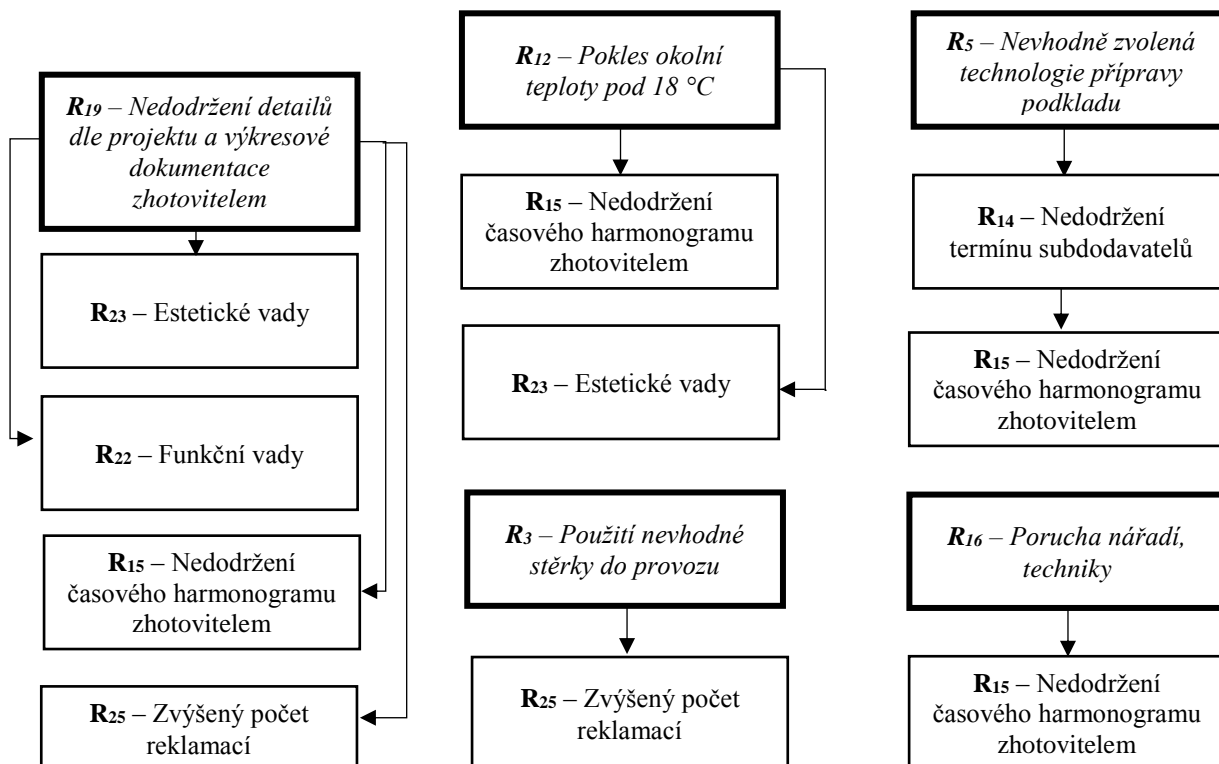 R19 – Nedodržení detailů
dle projektu a výkresové
dokumentace
zhotovitelem
R23 – Estetické vady
R22 – Funkční vady
R15 – Nedodržení
časového harmonogramu
zhotovitelem
R25 – Zvýšený počet
reklamací
R12 – Pokles okolní
teploty pod 18 °C
R15 – Nedodržení
časového harmonogramu
zhotovitelem
R23 – Estetické vady
R3 – Použití nevhodné
stěrky do provozu
R25 – Zvýšený počet
reklamací
R5 – Nevhodně zvolená
technologie přípravy
podkladu
R14 – Nedodržení
termínu subdodavatelů
R15 – Nedodržení
časového harmonogramu
zhotovitelem
R16 – Porucha nářadí,
techniky
R15 – Nedodržení
časového harmonogramu
zhotovitelem